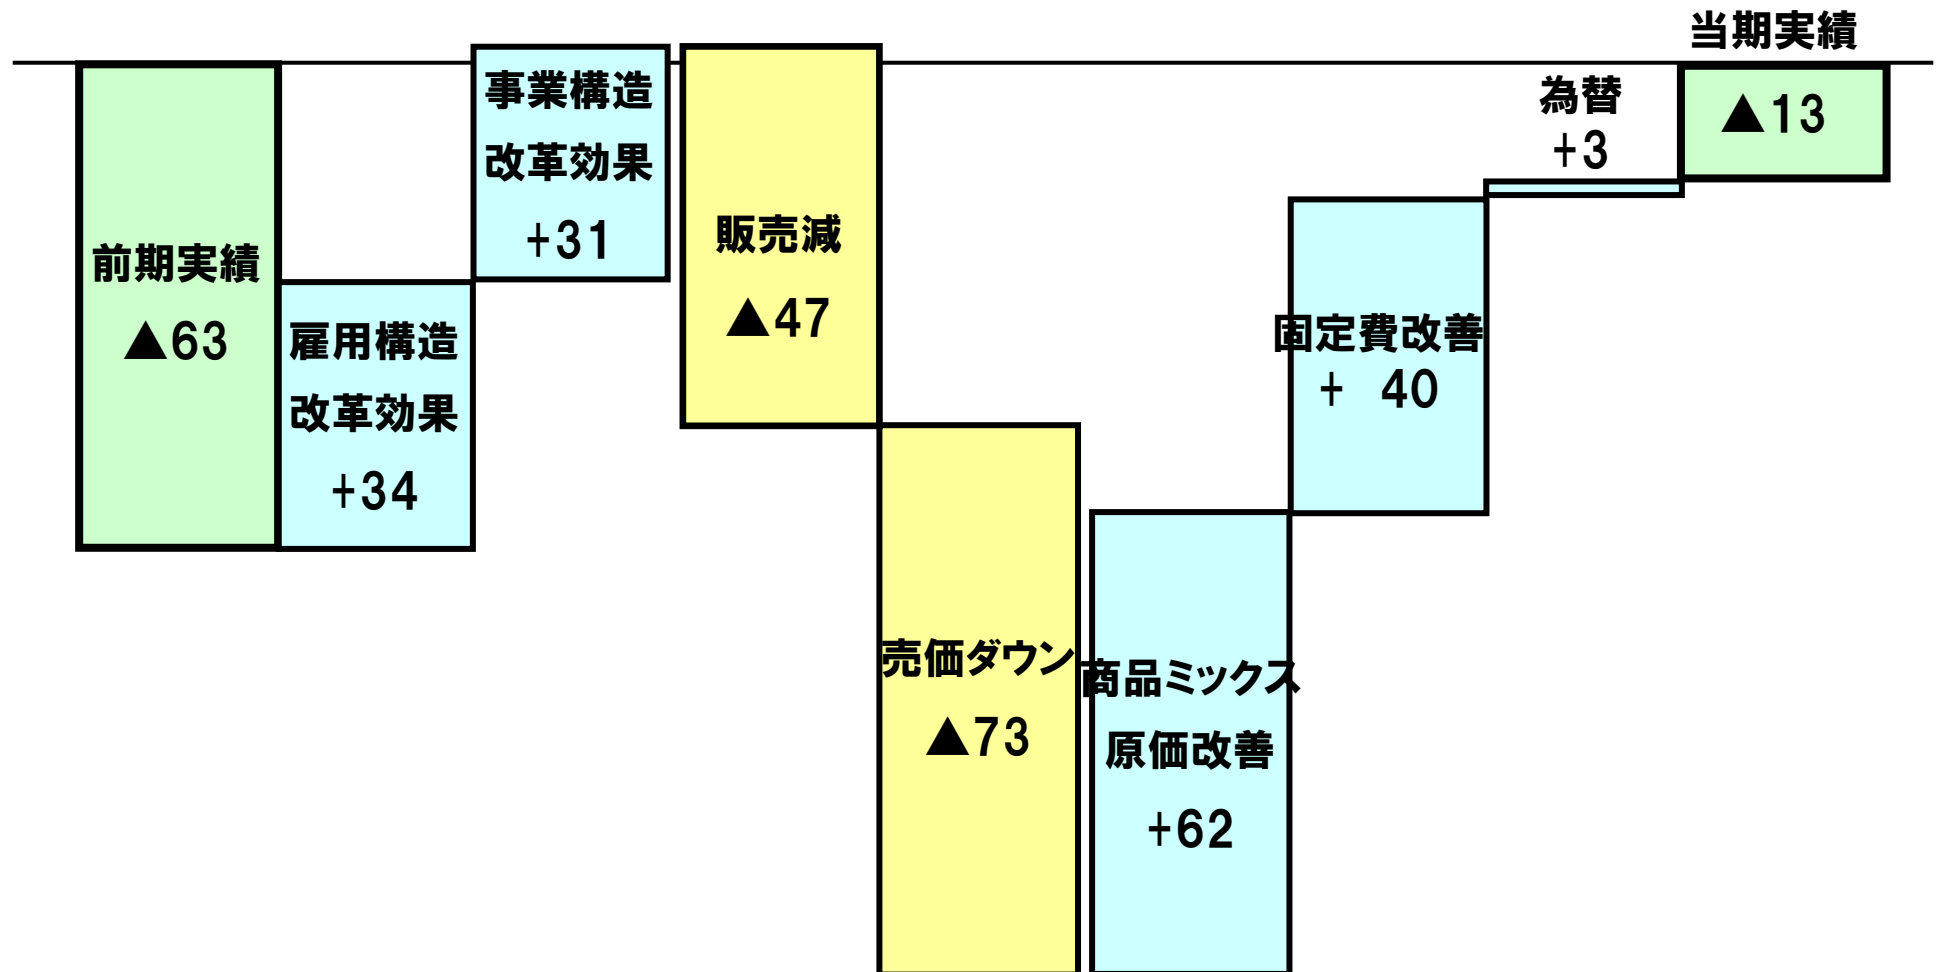 前期実績
▲63
雇用構造
改革効果
+34
事業構造
改革効果
+31
販売減
▲47
売価ダウン
▲73
商品ミックス
原価改善
+62
固定費改善
+ 40
為替
+3
当期実績
▲13